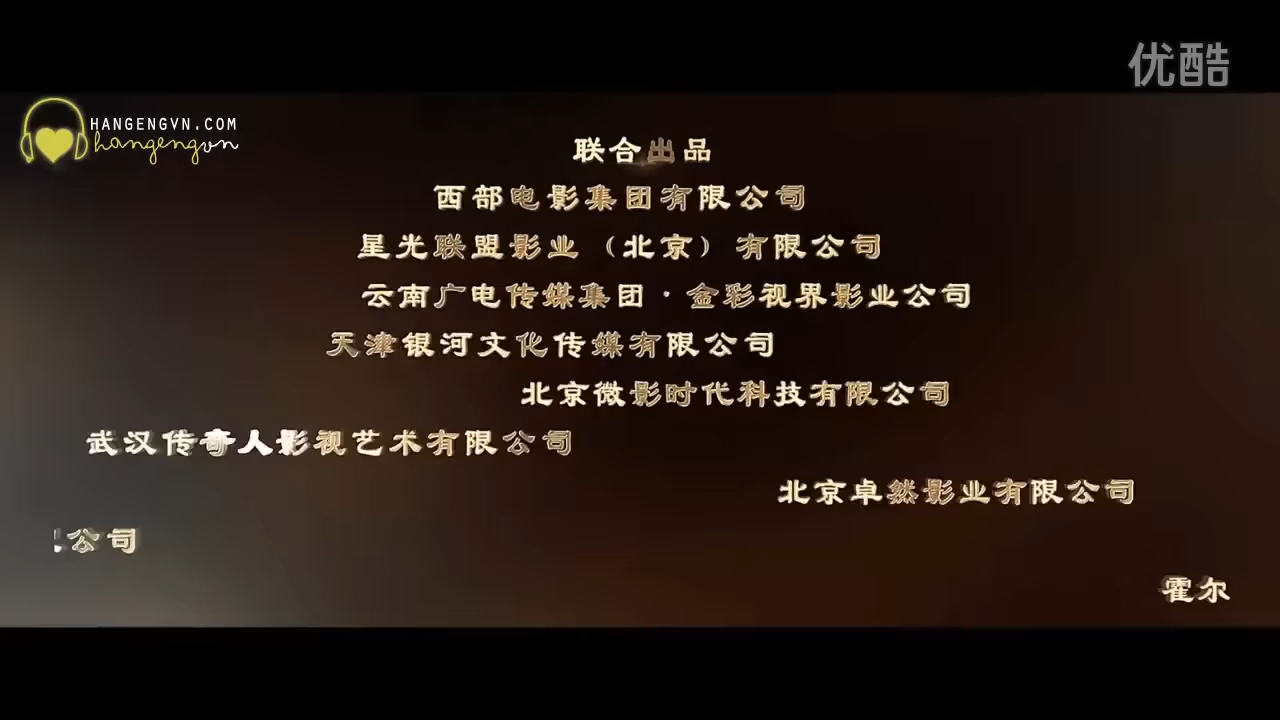 优酷
HANGENGVN.COM
hangengvn
联合出品
西部电影集团有限公司
星光联盟影业（北京）有限公司
云南广电传媒集团·金彩视界影业公司
天津银河文化传媒有限公司
北京微影时代科技有限公司
武汉传奇人影视艺术有限公司
北京卓然影业有限公司
公司
霍尔